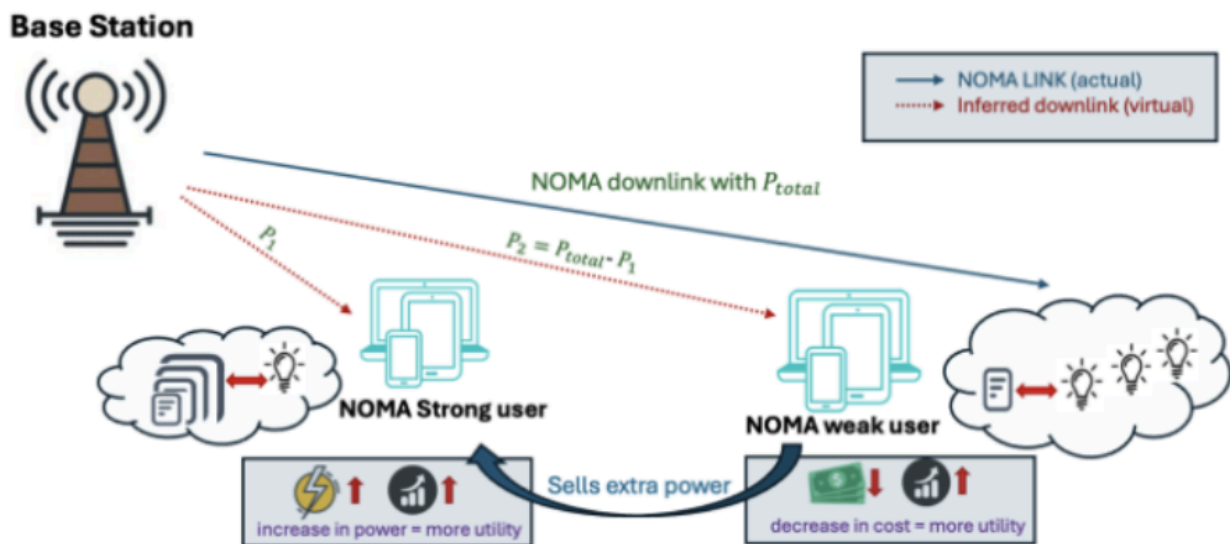 Base Station
NOMA LINK (actual)
Inferred downlink (virtual)
NOMA downlink with P_total
P_1
P_2 = P_total - P_1
NOMA Strong user
NOMA weak user
Sells extra power
increase in power = more utility
decrease in cost = more utility